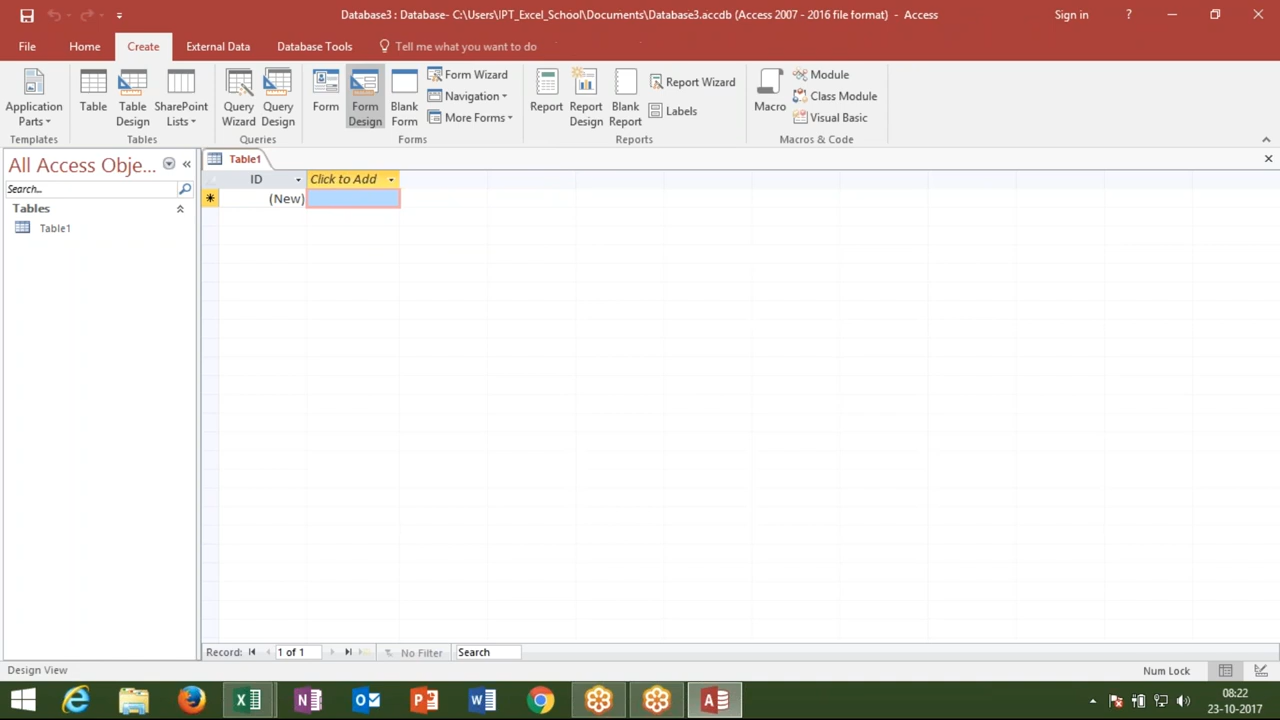 Database3 : Database- C:\Users\IPT_Excel_School\Documents\Database3.accdb (Access 2007 - 2016 file format) - Access
Sign in
?
File Home Create External Data Database Tools Tell me what you want to do
Application Parts
Templates
Table
Table Design
SharePoint Lists
Tables
Query Wizard
Query Design
Queries
Form
Form Design
Blank Form
Form Wizard
Navigation
More Forms
Forms
Report
Report Design
Blank Report
Report Wizard
Labels
Reports
Macro
Module
Class Module
Visual Basic
Macros & Code
All Access Obje...
Search...
Tables
Table1
Table1
ID Click to Add
(New)
Record: 1 of 1 No Filter Search
Design View
Num Lock
08:22
23-10-2017